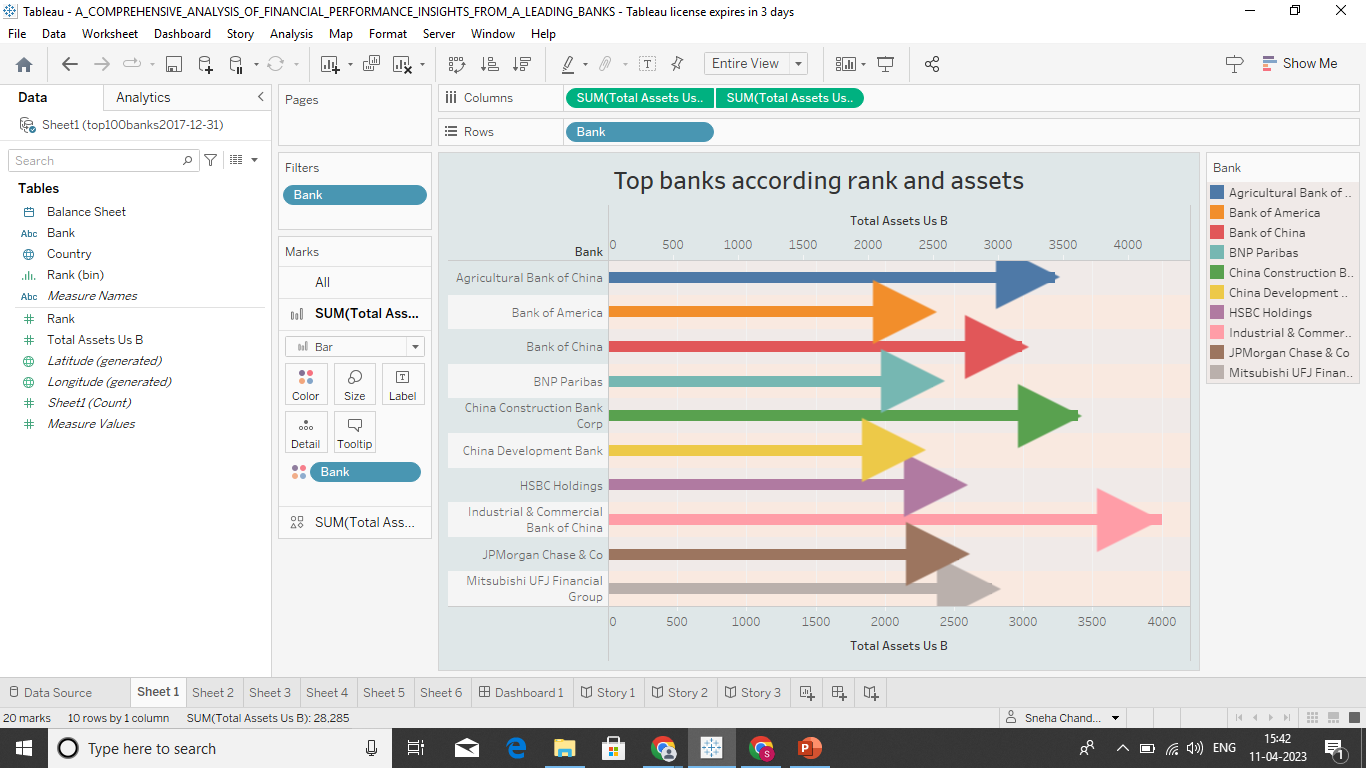 Tableau - A_COMPREHENSIVE_ANALYSIS_OF_FINANCIAL_PERFORMANCE_INSIGHTS_FROM_A_LEADING_BANKS - Tableau license expires in 3 days
File Data Worksheet Dashboard Story Analysis Map Format Server Window Help
Entire View
Show Me
Data Analytics
Sheet1 (top100banks2017-12-31)
Search
Tables
Balance Sheet
Abc Bank
Country
Rank (bin)
Abc Measure Names
Rank
Total Assets Us B
Latitude (generated)
Longitude (generated)
Sheet1 (Count)
Measure Values
Pages
Filters
Bank
Marks
All
SUM(Total Ass...
Bar
Color Size Label
Detail Tooltip
Bank
SUM(Total Ass...
Columns SUM(Total Assets Us.. SUM(Total Assets Us..
Rows Bank
Top banks according rank and assets
Total Assets Us B
Bank 0 500 1000 1500 2000 2500 3000 3500 4000
Agricultural Bank of China
Bank of America
Bank of China
BNP Paribas
China Construction Bank
Corp
China Development Bank
HSBC Holdings
Industrial & Commercial
Bank of China
JPMorgan Chase & Co
Mitsubishi UFJ Financial
Group
0 500 1000 1500 2000 2500 3000 3500 4000
Total Assets Us B
Bank
Agricultural Bank of ..
Bank of America
Bank of China
BNP Paribas
China Construction B..
China Development ..
HSBC Holdings
Industrial & Commer..
JPMorgan Chase & Co
Mitsubishi UFJ Finan..
Data Source Sheet 1 Sheet 2 Sheet 3 Sheet 4 Sheet 5 Sheet 6 Dashboard 1 Story 1 Story 2 Story 3
20 marks 10 rows by 1 column SUM(Total Assets Us B): 28,285
Sneha Chand...
Type here to search
ENG
15:42
11-04-2023
1